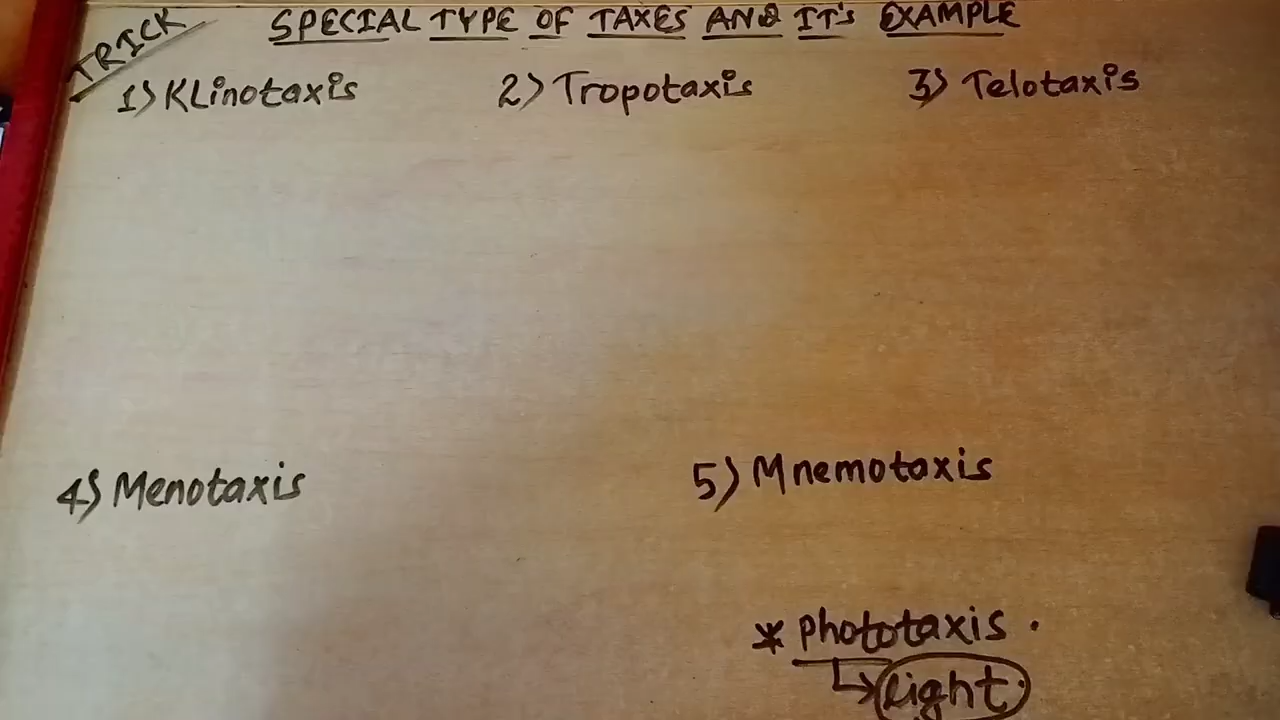 TRICK
SPECIAL TYPE OF TAXES AND IT's EXAMPLE
1) KLinotaxis
2) Tropotaxis
3) Telotaxis
4) Menotaxis
5) Mnemotaxis
* phototaxis .
light.